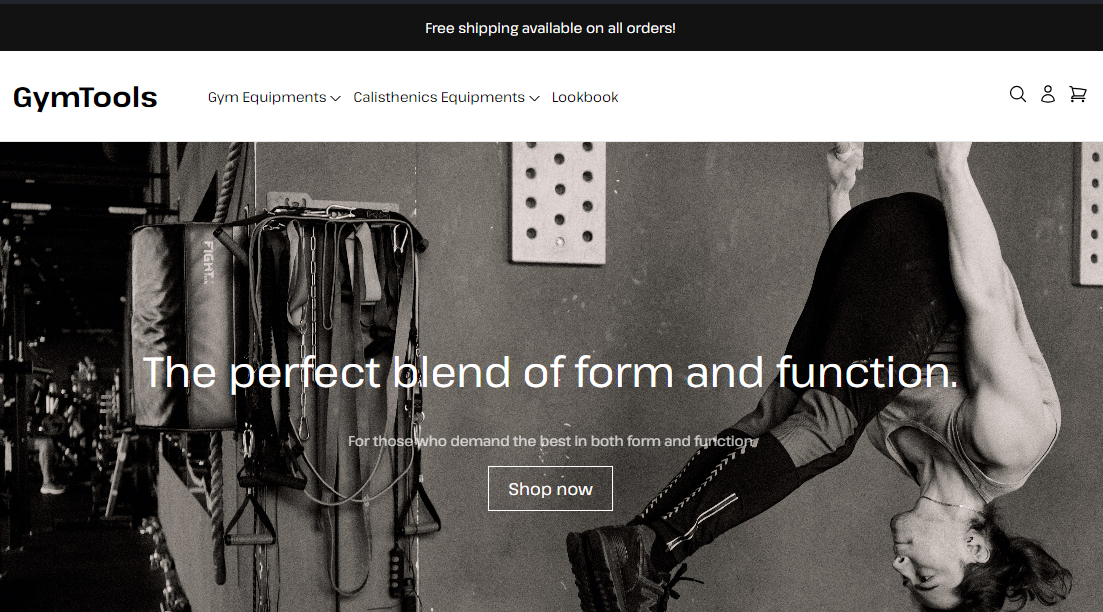 Free shipping available on all orders!
GymTools
Gym Equipments
Calisthenics Equipments
Lookbook
FIGHT
The perfect blend of form and function.
For those who demand the best in both form and function.
Shop now